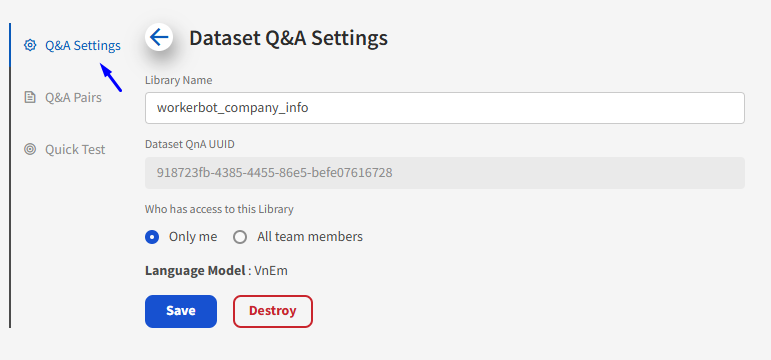 Q&A Settings
Q&A Pairs
Quick Test
Dataset Q&A Settings
Library Name
workerbot_company_info
Dataset QnA UUID
918723fb-4385-4455-86e5-befe07616728
Who has access to this Library
Only me All team members
Language Model : VnEm
Save Destroy